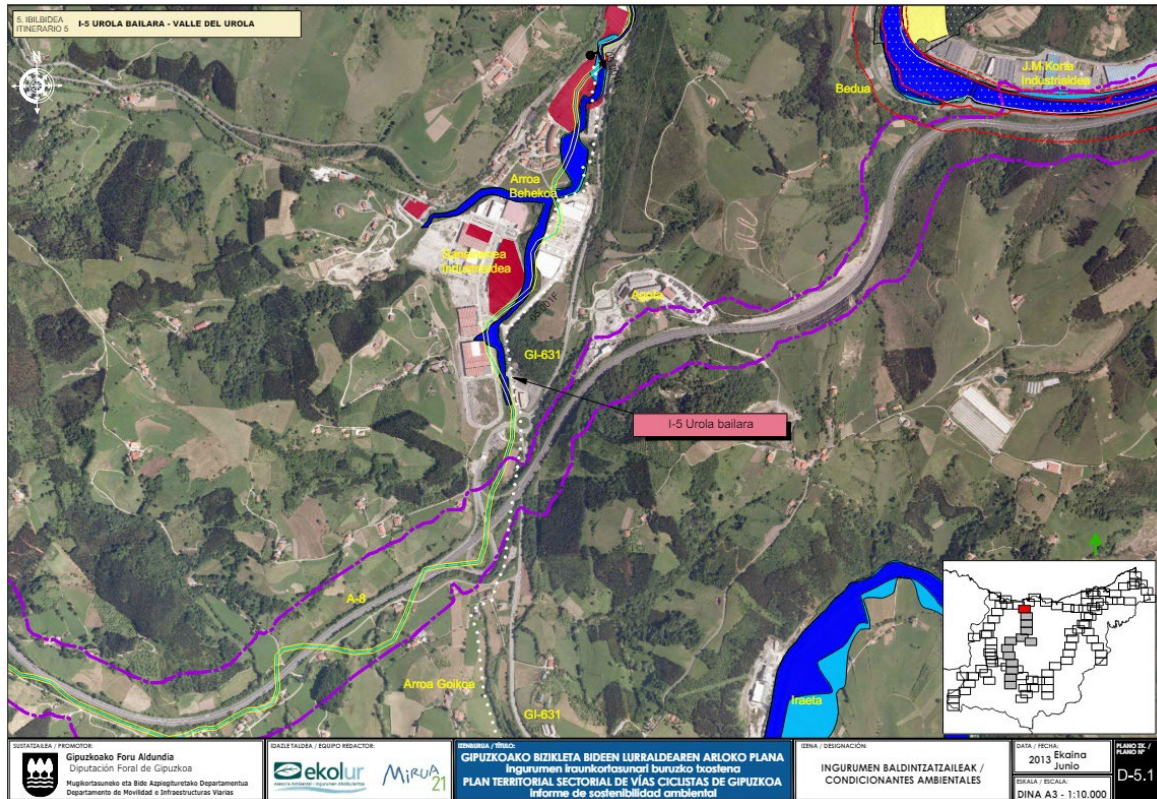 5. IBILBIDEA
ITINERARIO 5
I-5 UROLA BAILARA - VALLE DEL UROLA
J.M.Korta
Industrialdea
Bedua
Arroa
Behekoa
Industrialdea
Agote
GI-631
I-5 Urola bailara
A-8
Arroa Goikoa
GI-631
Iraeta
SUSTATZAILEA / PROMOTOR:
Gipuzkoako Foru Aldundia
Diputación Foral de Gipuzkoa
Mugikortasuneko eta Bide Azpiegituretako Departamentua
Departamento de Movilidad e Infraestructuras Viarias
IDAZLE TALDEA / EQUIPO REDACTOR:
ekolur
MIRUA
21
IZENBURUA / TÍTULO:
GIPUZKOAKO BIZIKLETA BIDEEN LURRALDEAREN ARLOKO PLANA
Ingurumen iraunkortasunari buruzko txostena
PLAN TERRITORIAL SECTORIAL DE VÍAS CICLISTAS DE GIPUZKOA
Informe de sostenibilidad ambiental
IZENA / DESIGNACIÓN:
INGURUMEN BALDINTZATZAILEAK /
CONDICIONANTES AMBIENTALES
DATA / FECHA:
2013 Ekaina
Junio
ESKALA / ESCALA:
DINA A3 - 1:10.000
PLANO ZK. /
PLANO Nº
D-5.1